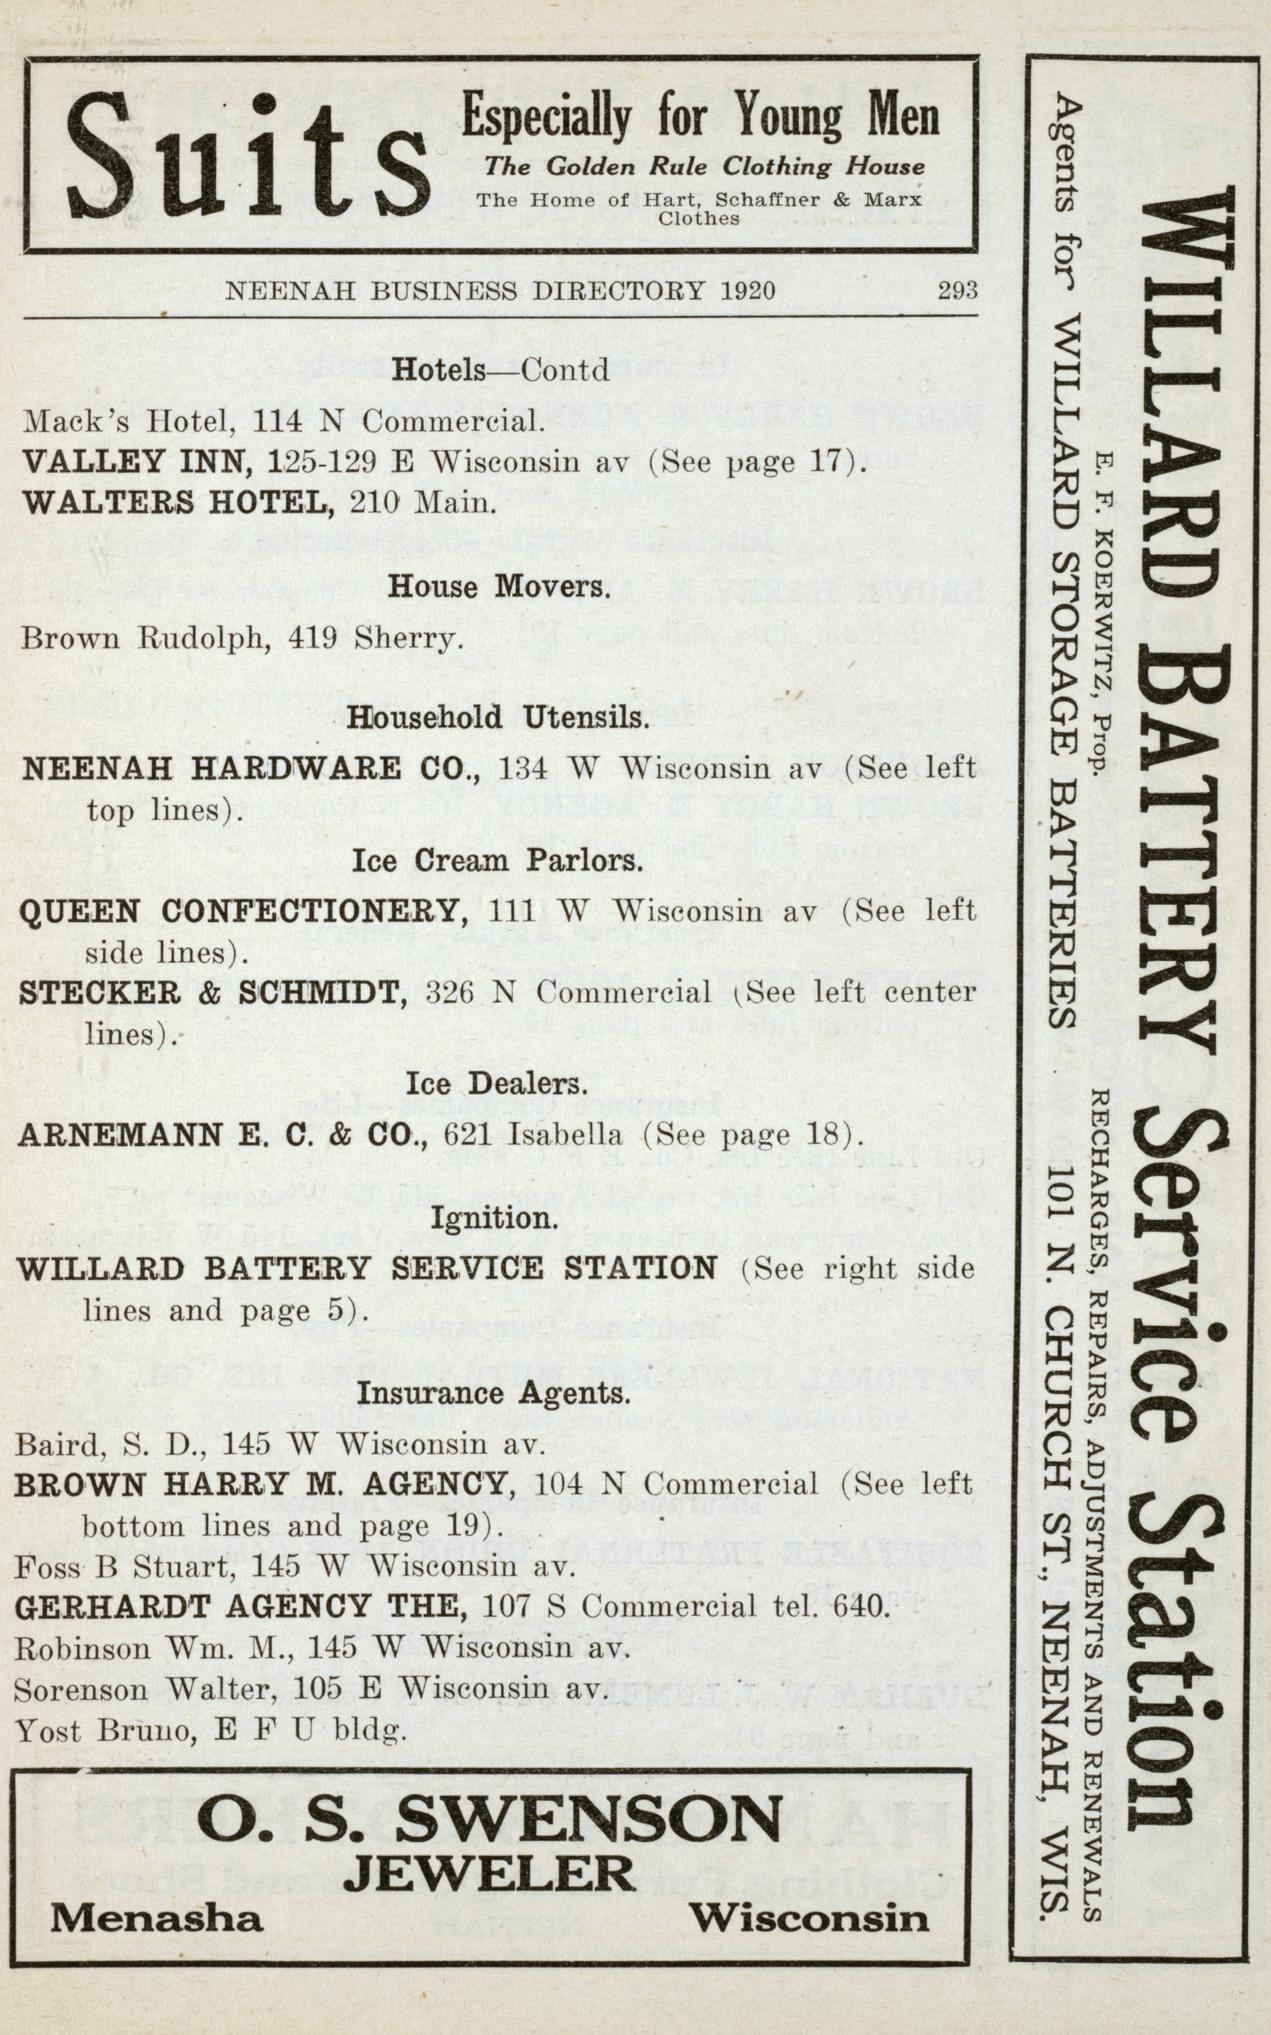 Suits
Especially for Young Men
The Golden Rule Clothing House
The Home of Hart, Schaffner & Marx
Clothes
NEENAH BUSINESS DIRECTORY 1920 293
Hotels—Contd
Mack's Hotel, 114 N Commercial.
VALLEY INN, 125-129 E Wisconsin av (See page 17).
WALTERS HOTEL, 210 Main.
House Movers.
Brown Rudolph, 419 Sherry.
Household Utensils.
NEENAH HARDWARE CO., 134 W Wisconsin av (See left
top lines).
Ice Cream Parlors.
QUEEN CONFECTIONERY, 111 W Wisconsin av (See left
side lines).
STECKER & SCHMIDT, 326 N Commercial (See left center
lines).
Ice Dealers.
ARNEMANN E. C. & CO., 621 Isabella (See page 18).
Ignition.
WILLARD BATTERY SERVICE STATION (See right side
lines and page 5).
Insurance Agents.
Baird, S. D., 145 W Wisconsin av.
BROWN HARRY M. AGENCY, 104 N Commercial (See left
bottom lines and page 19).
Foss B Stuart, 145 W Wisconsin av.
GERHARDT AGENCY THE, 107 S Commercial tel. 640.
Robinson Wm. M., 145 W Wisconsin av.
Sorenson Walter, 105 E Wisconsin av.
Yost Bruno, E F U bldg.
O. S. SWENSON
JEWELER
Menasha Wisconsin
WILLARD BATTERY Service Station
E. F. KOERWITZ, Prop. RECHARGES, REPAIRS, ADJUSTMENTS AND RENEWALS
Agents for WILLARD STORAGE BATTERIES 101 N. CHURCH ST., NEENAH, WIS.